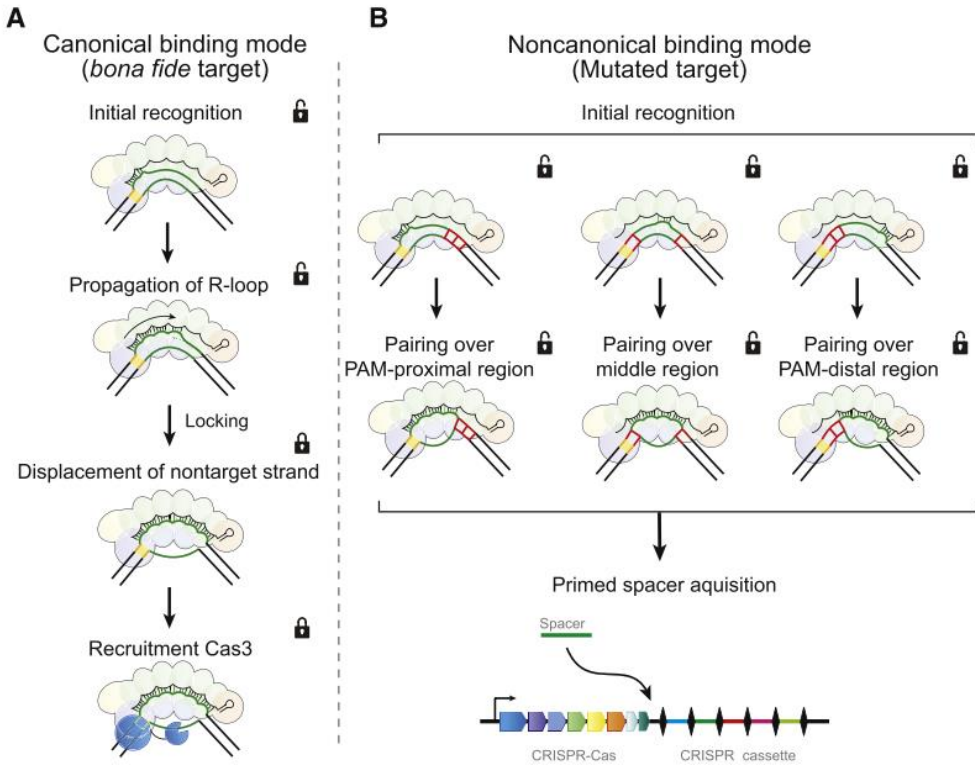 A
Canonical binding mode
(bona fide target)
Initial recognition
Propagation of R-loop
Locking
Displacement of nontarget strand
Recruitment Cas3
B
Noncanonical binding mode
(Mutated target)
Initial recognition
Pairing over
PAM-proximal region
Pairing over
middle region
Pairing over
PAM-distal region
Primed spacer aquisition
Spacer
CRISPR-Cas
CRISPR cassette